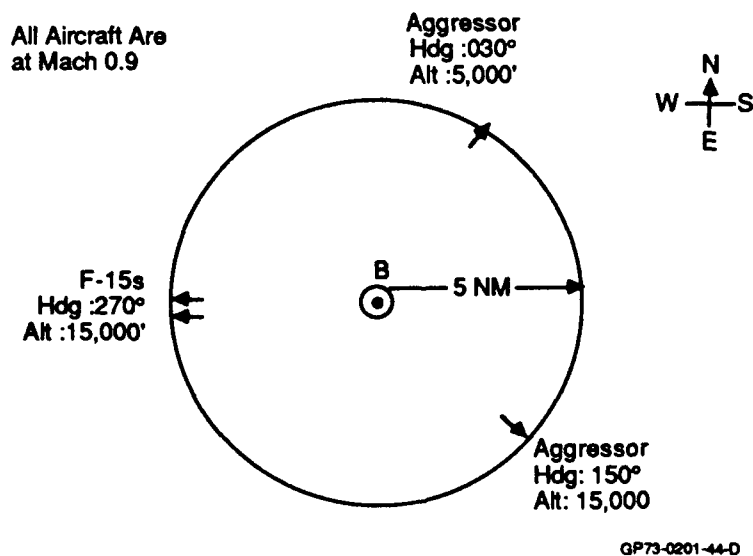 All Aircraft Are
at Mach 0.9
Aggressor
Hdg :030°
Alt :5,000'
N
W S
E
F-15s
Hdg :270°
Alt :15,000'
B
5 NM
Aggressor
Hdg: 150°
Alt: 15,000
GP73-0201-44-D